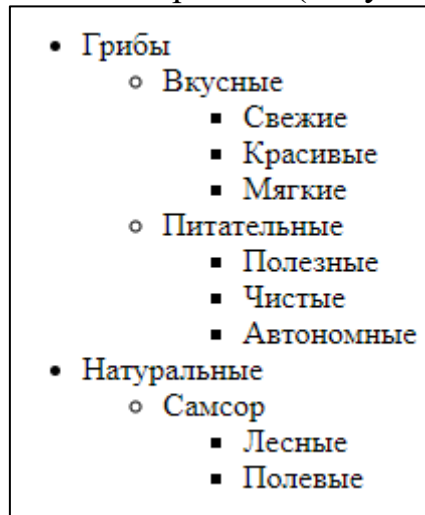 Грибы
Вкусные
Свежие
Красивые
Мягкие
Питательные
Полезные
Чистые
Автономные
Натуральные
Самсор
Лесные
Полевые